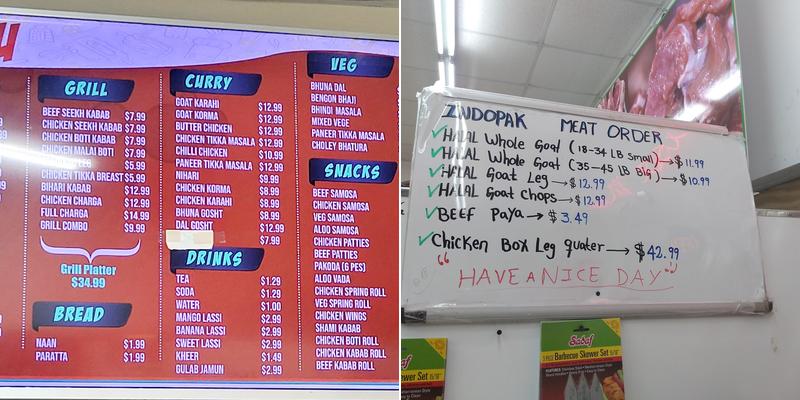 GRILL
BEEF SEEKH KABAB $7.99
CHICKEN SEEKH KABAB $7.99
CHICKEN BOTI KABAB $7.99
CHICKEN MALAI BOTI $7.99
LEG $5.99
CHICKEN TIKKA BREAST $5.99
BIHARI KABAB $12.99
CHICKEN CHARGA $12.99
FULL CHARGA $14.99
GRILL COMBO $9.99
Grill Platter
$34.99
BREAD
NAAN $1.99
PARATTA $1.99
CURRY
GOAT KARAHI $12.99
GOAT KORMA $12.99
BUTTER CHICKEN $12.99
CHICKEN TIKKA MASALA $12.99
CHILLI CHICKEN $10.99
PANEER TIKKA MASALA $12.99
NIHARI $9.99
CHICKEN KORMA $8.99
CHICKEN KARAHI $8.99
BHUNA GOSHT $8.99
DAL GOSHT $12.99
$7.99
DRINKS
TEA $1.29
SODA $1.29
WATER $1.00
MANGO LASSI $2.99
BANANA LASSI $2.99
SWEET LASSI $2.99
KHEER $1.49
GULAB JAMUN $2.99
VEG
BHUNA DAL
BENGON BHAJI
BHINDI MASALA
MIXED VEGE
PANEER TIKKA MASALA
CHOLEY BHATURA
SNACKS
BEEF SAMOSA
CHICKEN SAMOSA
VEG SAMOSA
ALOO SAMOSA
CHICKEN PATTIES
BEEF PATTIES
PAKODA (6 PES)
ALOO VADA
CHICKEN SPRING ROLL
VEG SPRING ROLL
CHICKEN WINGS
SHAMI KABAB
CHICKEN BOTI ROLL
CHICKEN KABAB ROLL
BEEF KABAB ROLL
INDOPAK MEAT ORDER
✓HALAL Whole Goal (18-34 LB Small)→$11.99
✓HALAL Whole Goat (35-45 LB Big)→$10.99
✓HALAL Goat Leg→$12.99
✓HALAL Goat Chops→$12.99
✓BEEF PaYa→$3.49
✓Chicken Box Leg quater→$42.99
"HAVE A NICE DAY"
Sadaf
Barbecue Skewer Set
ewer Set